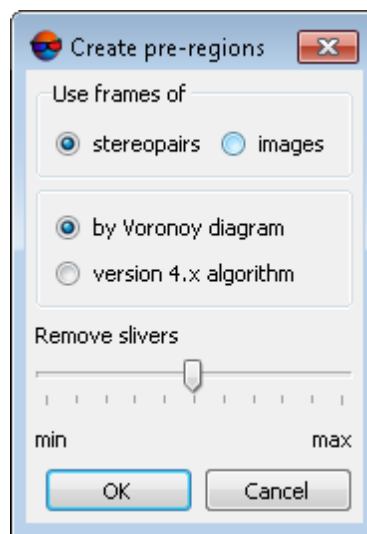 Create pre-regions
Use frames of
stereopairs images
by Voronoy diagram
version 4.x algorithm
Remove slivers
min max
OK Cancel